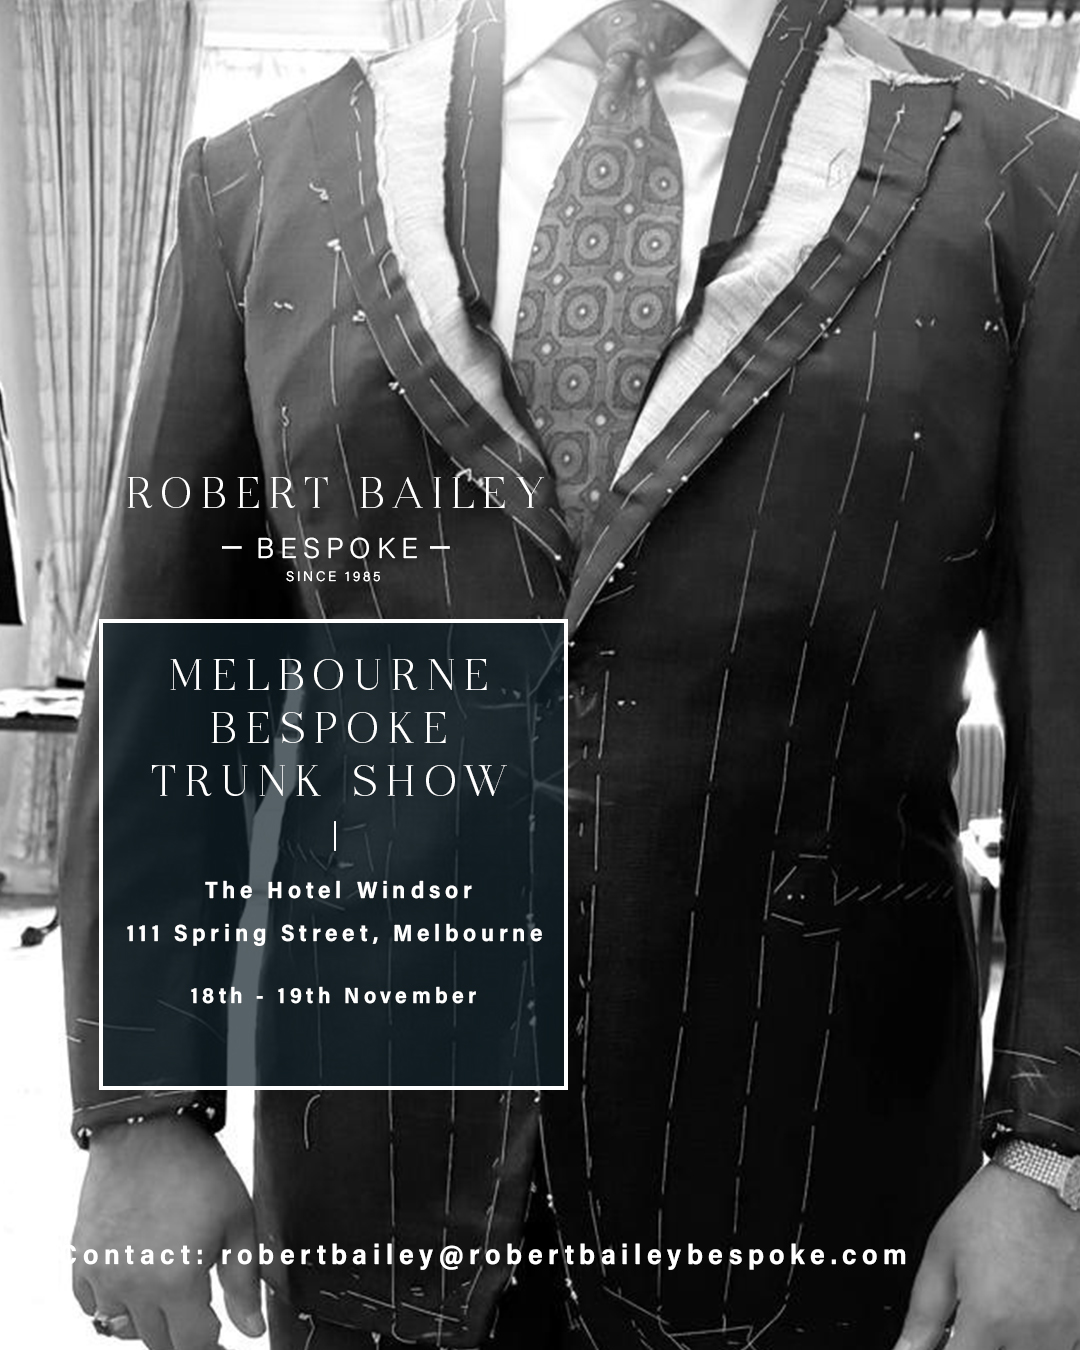 ROBERT BAILEY
— BESPOKE —
SINCE 1985
MELBOURNE
BESPOKE
TRUNK SHOW
|
The Hotel Windsor
111 Spring Street, Melbourne
18th - 19th November
Contact: robertbailey@robertbaileybespoke.com